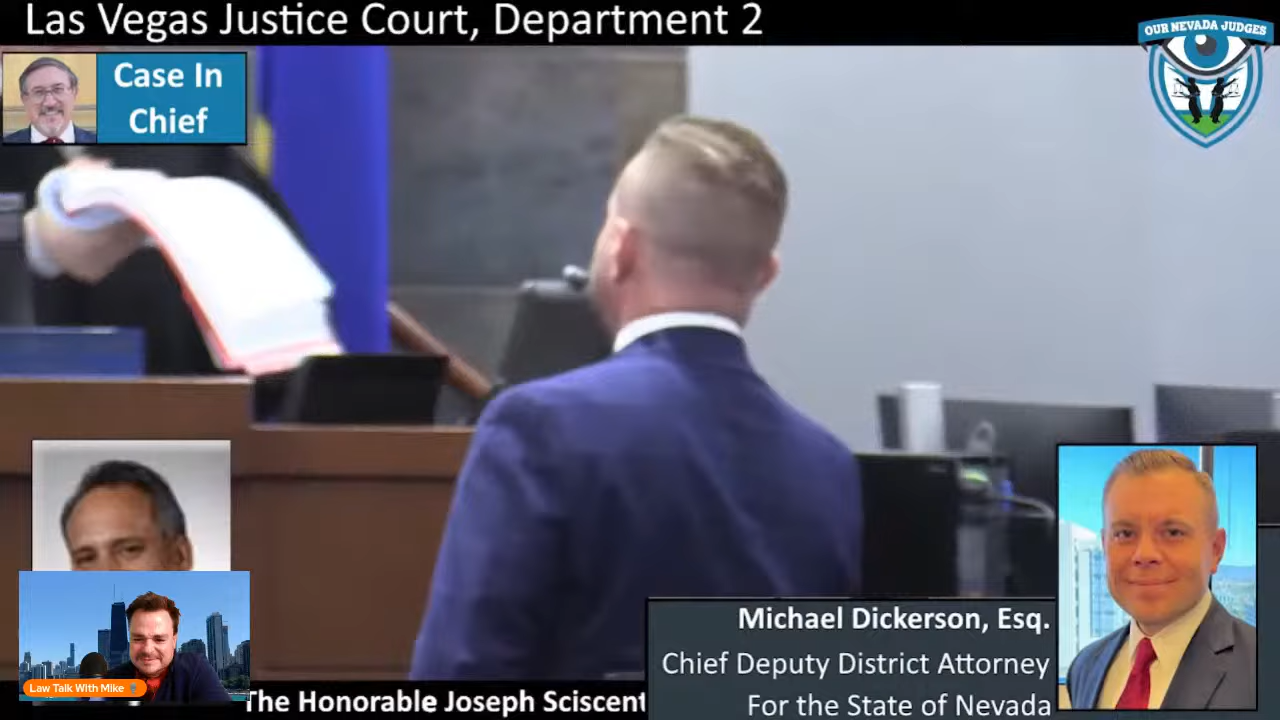 Las Vegas Justice Court, Department 2
OUR NEVADA JUDGES
Case In
Chief
Michael Dickerson, Esq.
Chief Deputy District Attorney
For the State of Nevada
Law Talk With Mike
The Honorable Joseph Sciscent